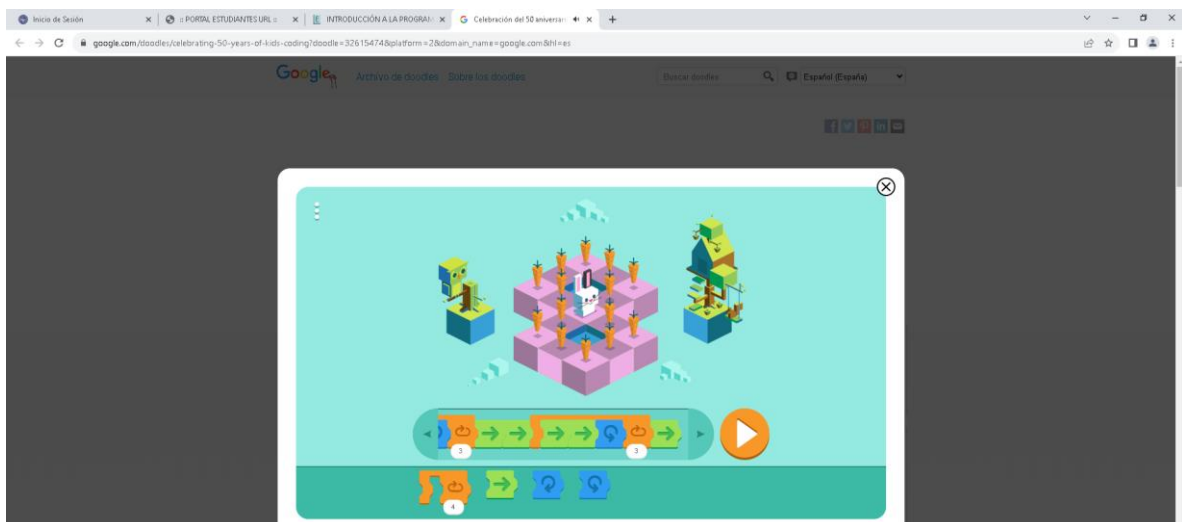 Inicio de Sesión
:: PORTAL ESTUDIANTES URL ::
INTRODUCCIÓN A LA PROGRAM
Celebración del 50 aniversari
google.com/doodles/celebrating-50-years-of-kids-coding?doodle=32615474&platform=2&domain_name=google.com&hl=es
Google Archivo de doodles Sobre los doodles Buscar doodles Español (España)
3 3
4